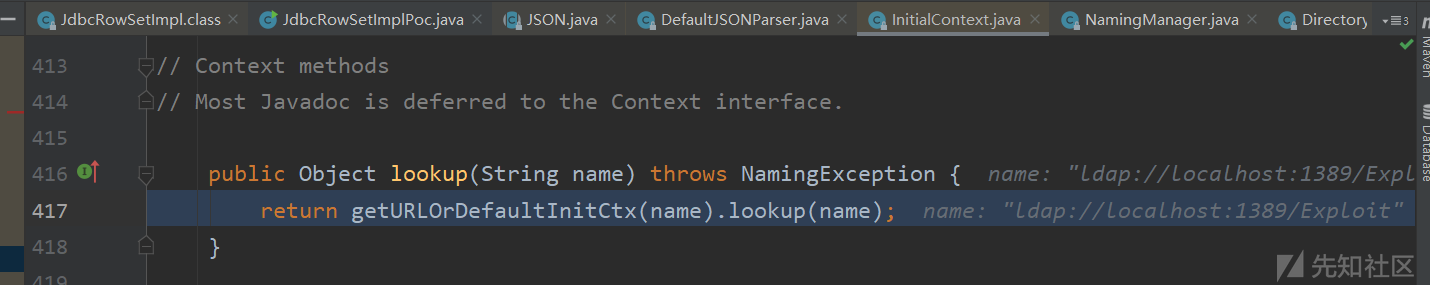 JdbcRowSetImpl.class JdbcRowSetImplPoc.java JSON.java DefaultJSONParser.java InitialContext.java NamingManager.java Directory 3
413 // Context methods
414 // Most Javadoc is deferred to the Context interface.
415
416 public Object lookup(String name) throws NamingException { name: "ldap://localhost:1389/Expl
417 return getURLOrDefaultInitCtx(name).lookup(name); name: "ldap://localhost:1389/Exploit"
418 }
419
Maven
Database
先知社区